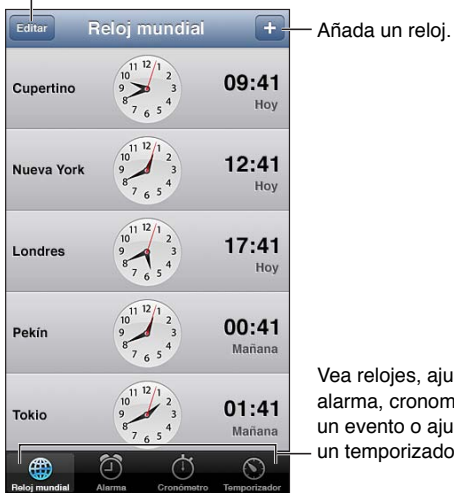 Editar
Reloj mundial
+
Añada un reloj.
Cupertino
09:41
Hoy
Nueva York
12:41
Hoy
Londres
17:41
Hoy
Pekín
00:41
Mañana
Tokio
01:41
Mañana
Vea relojes, aju
alarma, cronom
un evento o aju
un temporizado
Reloj mundial
Alarma
Cronómetro
Temporizador